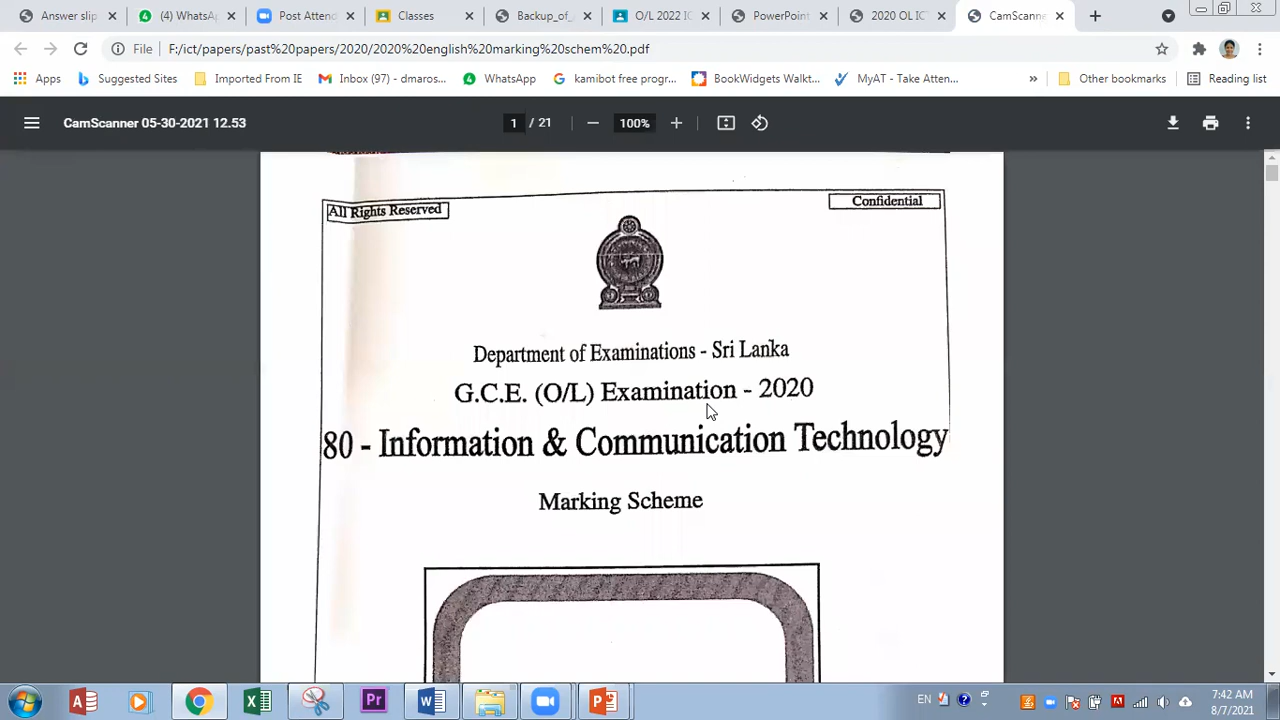 Answer slip
(4) WhatsA
Post Attend
Classes
Backup_of_
O/L 2022 IC
PowerPoint
2020 OL ICT
CamScanne
File
F:/ict/papers/past%20papers/2020/2020%20english%20marking%20schem%20.pdf
Apps
Suggested Sites
Imported From IE
Inbox (97) - dmaros...
WhatsApp
kamibot free progr...
BookWidgets Walkt...
MyAT - Take Atten...
»
Other bookmarks
Reading list
CamScanner 05-30-2021 12.53
1 / 21
100%
All Rights Reserved
Confidential
Department of Examinations - Sri Lanka
G.C.E. (O/L) Examination - 2020
80 - Information & Communication Technology
Marking Scheme
EN
7:42 AM
8/7/2021